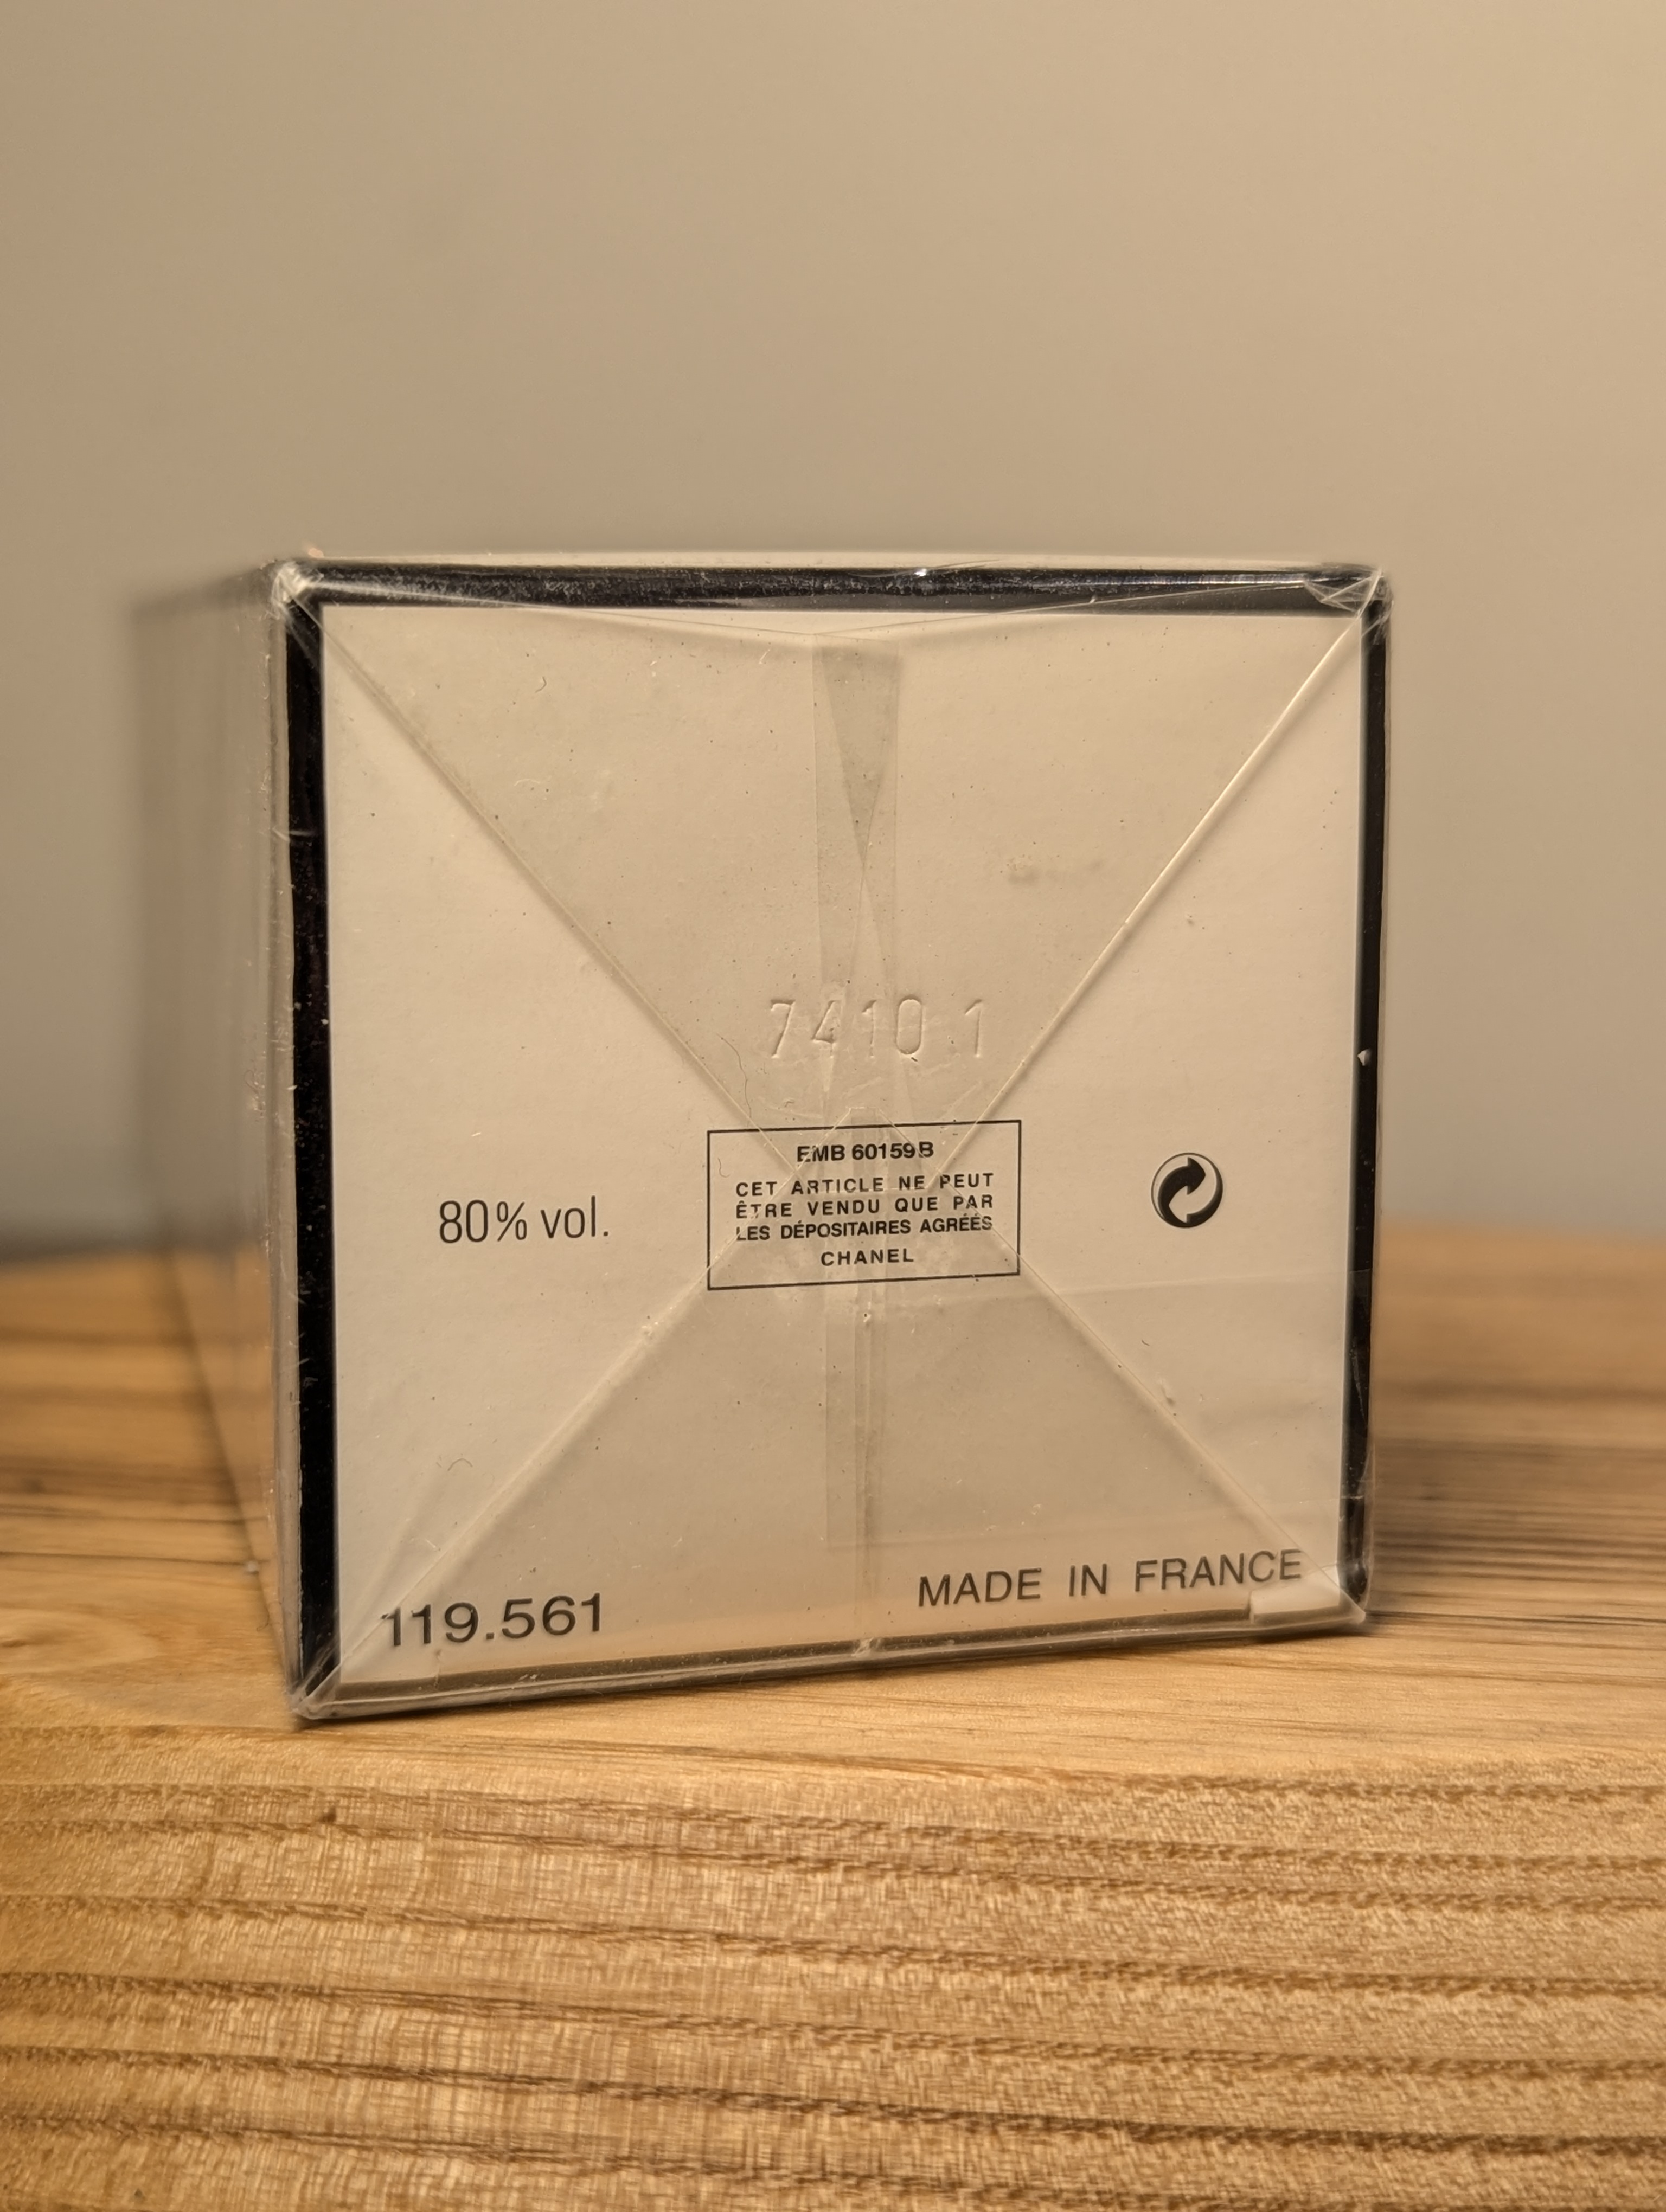 7410 1
EMB 60159B
CET ARTICLE NE PEUT
ÊTRE VENDU QUE PAR
LES DÉPOSITAIRES AGRÉÉS
CHANEL
80% vol.
119.561
MADE IN FRANCE